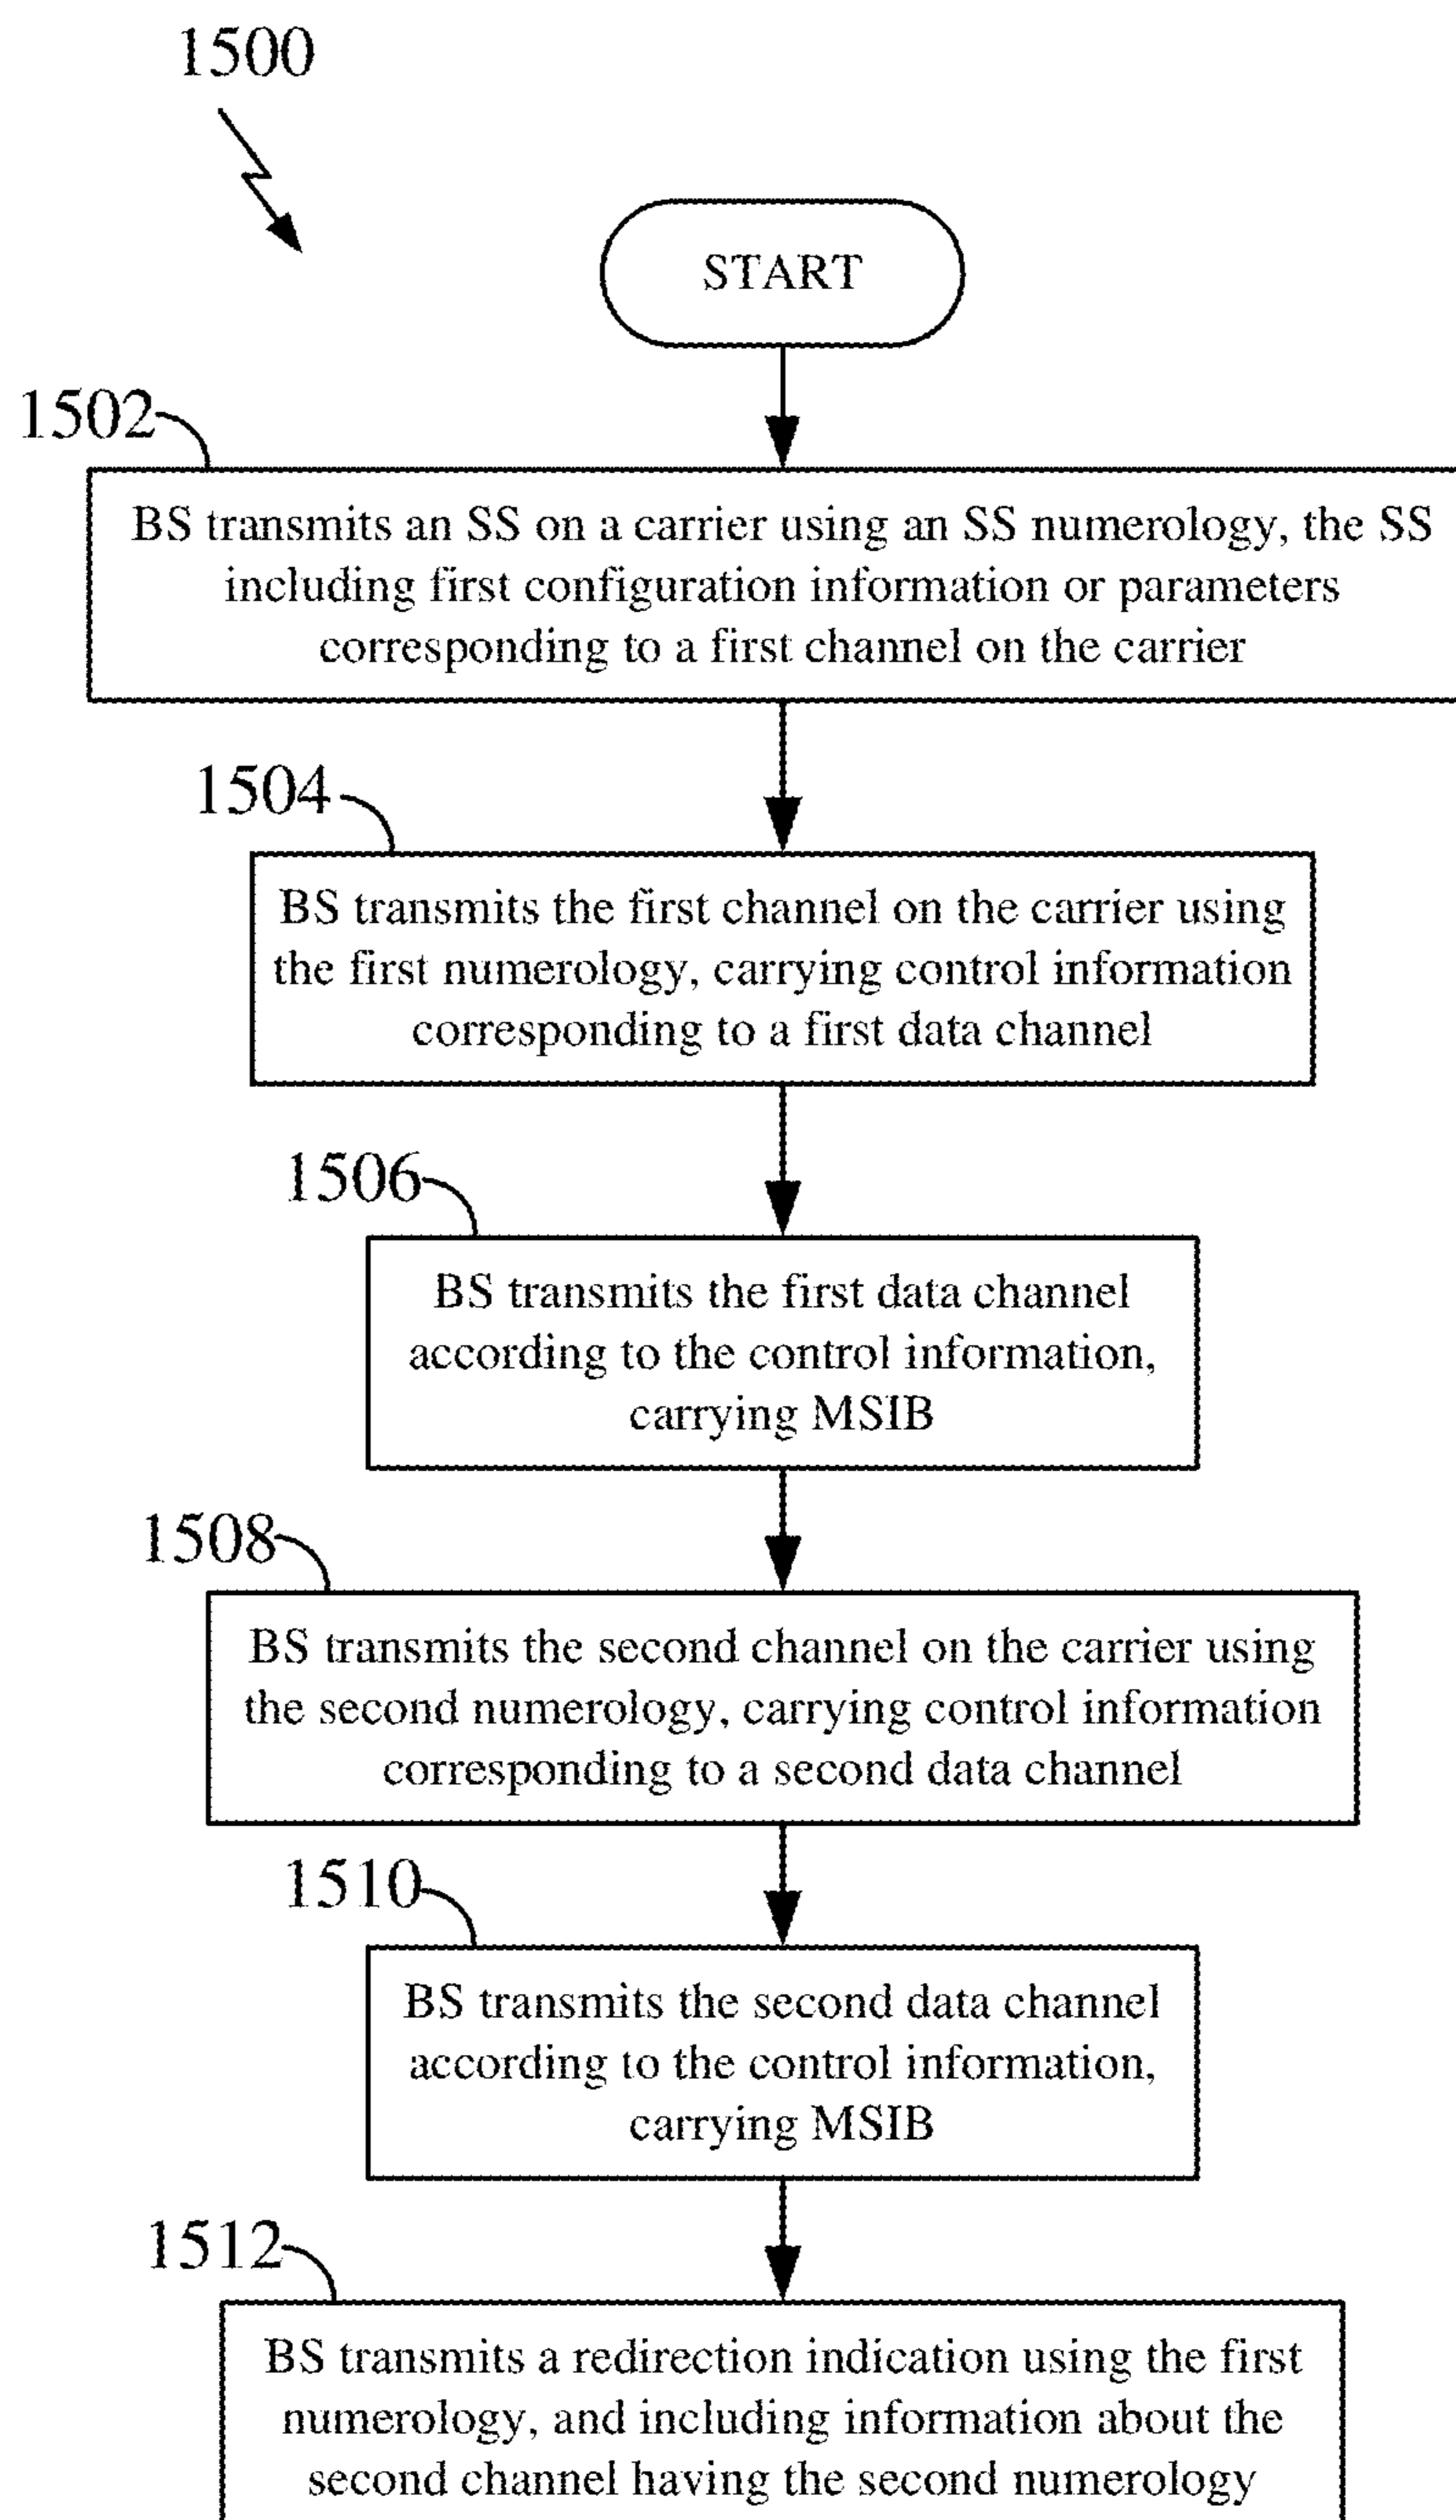 1500
START
1502
BS transmits an SS on a carrier using an SS numerology, the SS
including first configuration information or parameters
corresponding to a first channel on the carrier
1504
BS transmits the first channel on the carrier using
the first numerology, carrying control information
corresponding to a first data channel
1506
BS transmits the first data channel
according to the control information,
carrying MSIB
1508
BS transmits the second channel on the carrier using
the second numerology, carrying control information
corresponding to a second data channel
1510
BS transmits the second data channel
according to the control information,
carrying MSIB
1512
BS transmits a redirection indication using the first
numerology, and including information about the
second channel having the second numerology